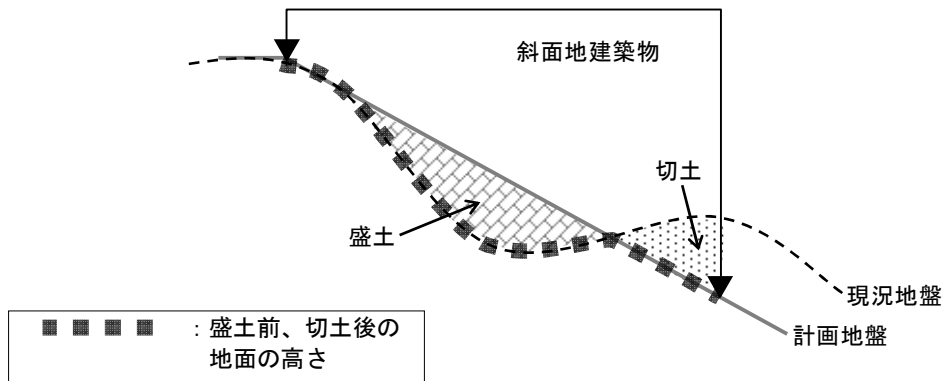 斜面地建築物
切土
盛土
現況地盤
計画地盤
：盛土前、切土後の
地面の高さ